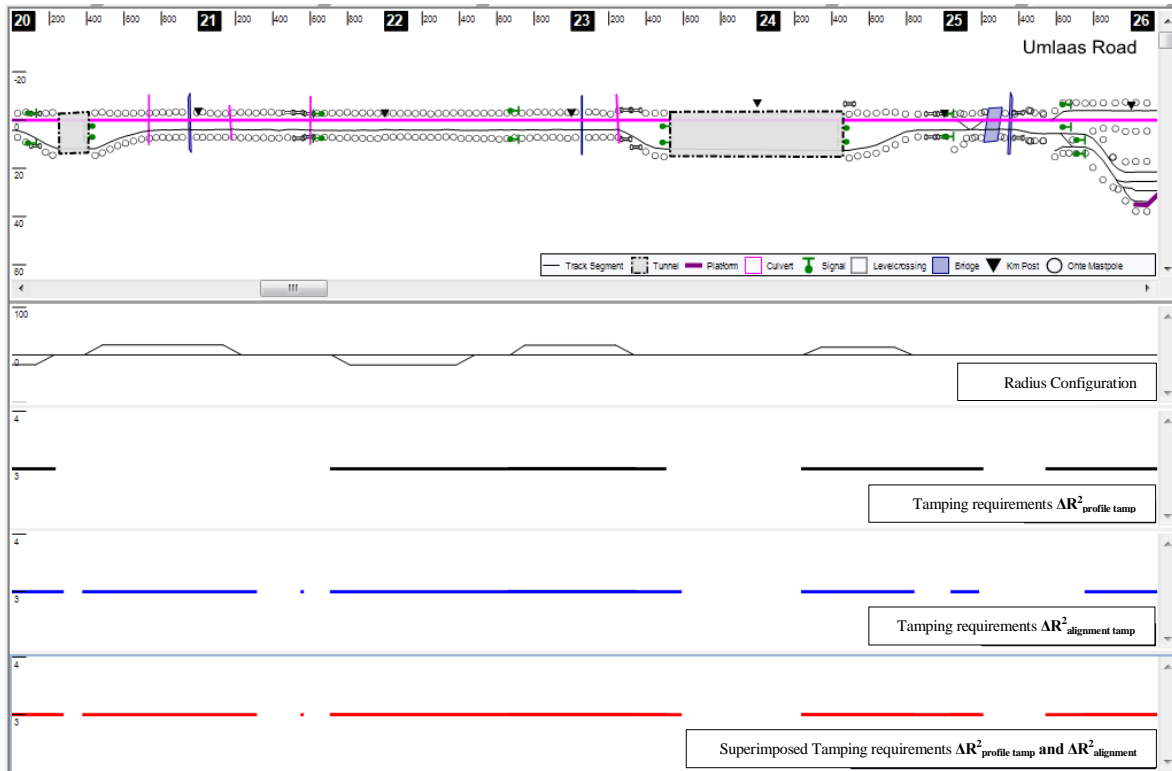 20 200 400 600 800 21 200 400 600 800 22 200 400 600 800 23 200 400 600 800 24 200 400 600 800 25 200 400 600 800 26
Umlaas Road
-20
0
20
40
60
Track Segment Tunnel Platform Culvert Signal Levelcrossing Bridge Km Post Ohte Mastpole
100
0
Radius Configuration
4
3
Tamping requirements ΔR²profile tamp
4
3
Tamping requirements ΔR²alignment tamp
4
3
Superimposed Tamping requirements ΔR²profile tamp and ΔR²alignment